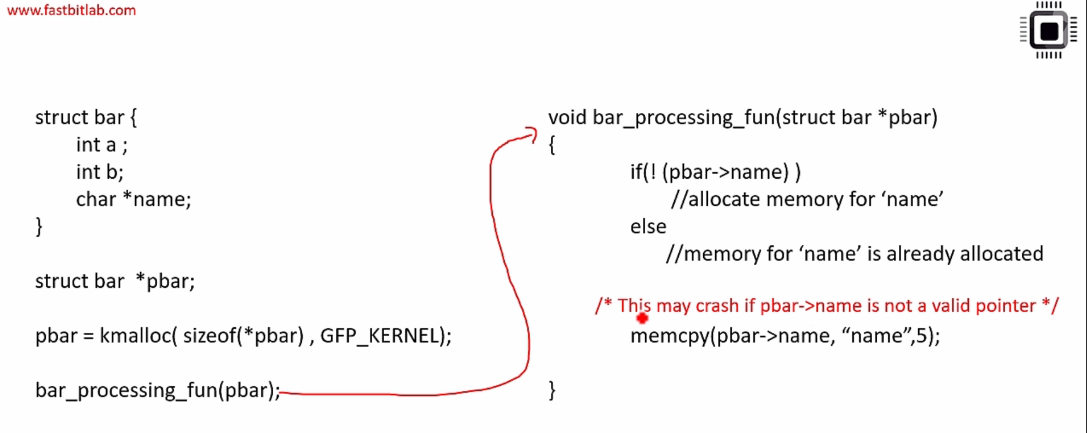 www.fastbitlab.com
struct bar {
int a ;
int b;
char *name;
}
struct bar *pbar;
pbar = kmalloc( sizeof(*pbar) , GFP_KERNEL);
bar_processing_fun(pbar);
void bar_processing_fun(struct bar *pbar)
{
if(! (pbar->name) )
//allocate memory for ‘name’
else
//memory for ‘name’ is already allocated
/* This may crash if pbar->name is not a valid pointer */
memcpy(pbar->name, “name”,5);
}